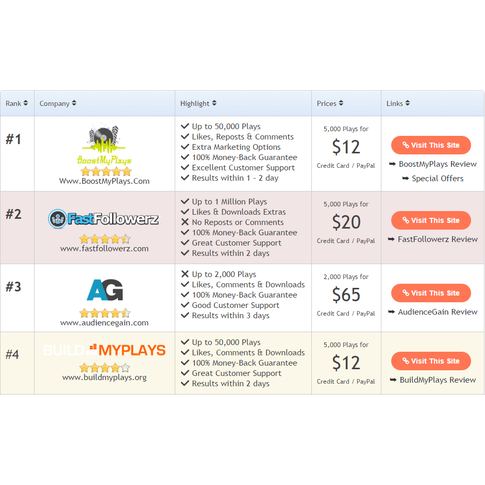 Rank Company Highlight Prices Links
#1
BoostMyPlays
www.BoostMyPlays.Com
Up to 50,000 Plays
Likes, Reposts & Comments
Extra Marketing Options
100% Money-Back Guarantee
Excellent Customer Support
Results within 1 - 2 day
5,000 Plays for
$12
Credit Card / PayPal
Visit This Site
BoostMyPlays Review
Special Offers
#2
FastFollowerz
www.fastfollowerz.com
Up to 1 Million Plays
Likes & Downloads Extras
No Reposts or Comments
100% Money-Back Guarantee
Great Customer Support
Results within 2 days
5,000 Plays for
$20
Credit Card / PayPal
Visit This Site
FastFollowerz Review
#3
AG
www.audiencegain.com
Up to 2,000 Plays
Likes, Comments & Downloads
100% Money-Back Guarantee
Good Customer Support
Results within 3 days
2,000 Plays for
$65
Credit Card / PayPal
Visit This Site
AudienceGain Review
#4
BUILD MYPLAYS
www.buildmyplays.org
Up to 50,000 Plays
Likes, Comments & Downloads
100% Money-Back Guarantee
Great Customer Support
Results within 2 days
5,000 Plays for
$12
Credit Card / PayPal
Visit This Site
BuildMyPlays Review